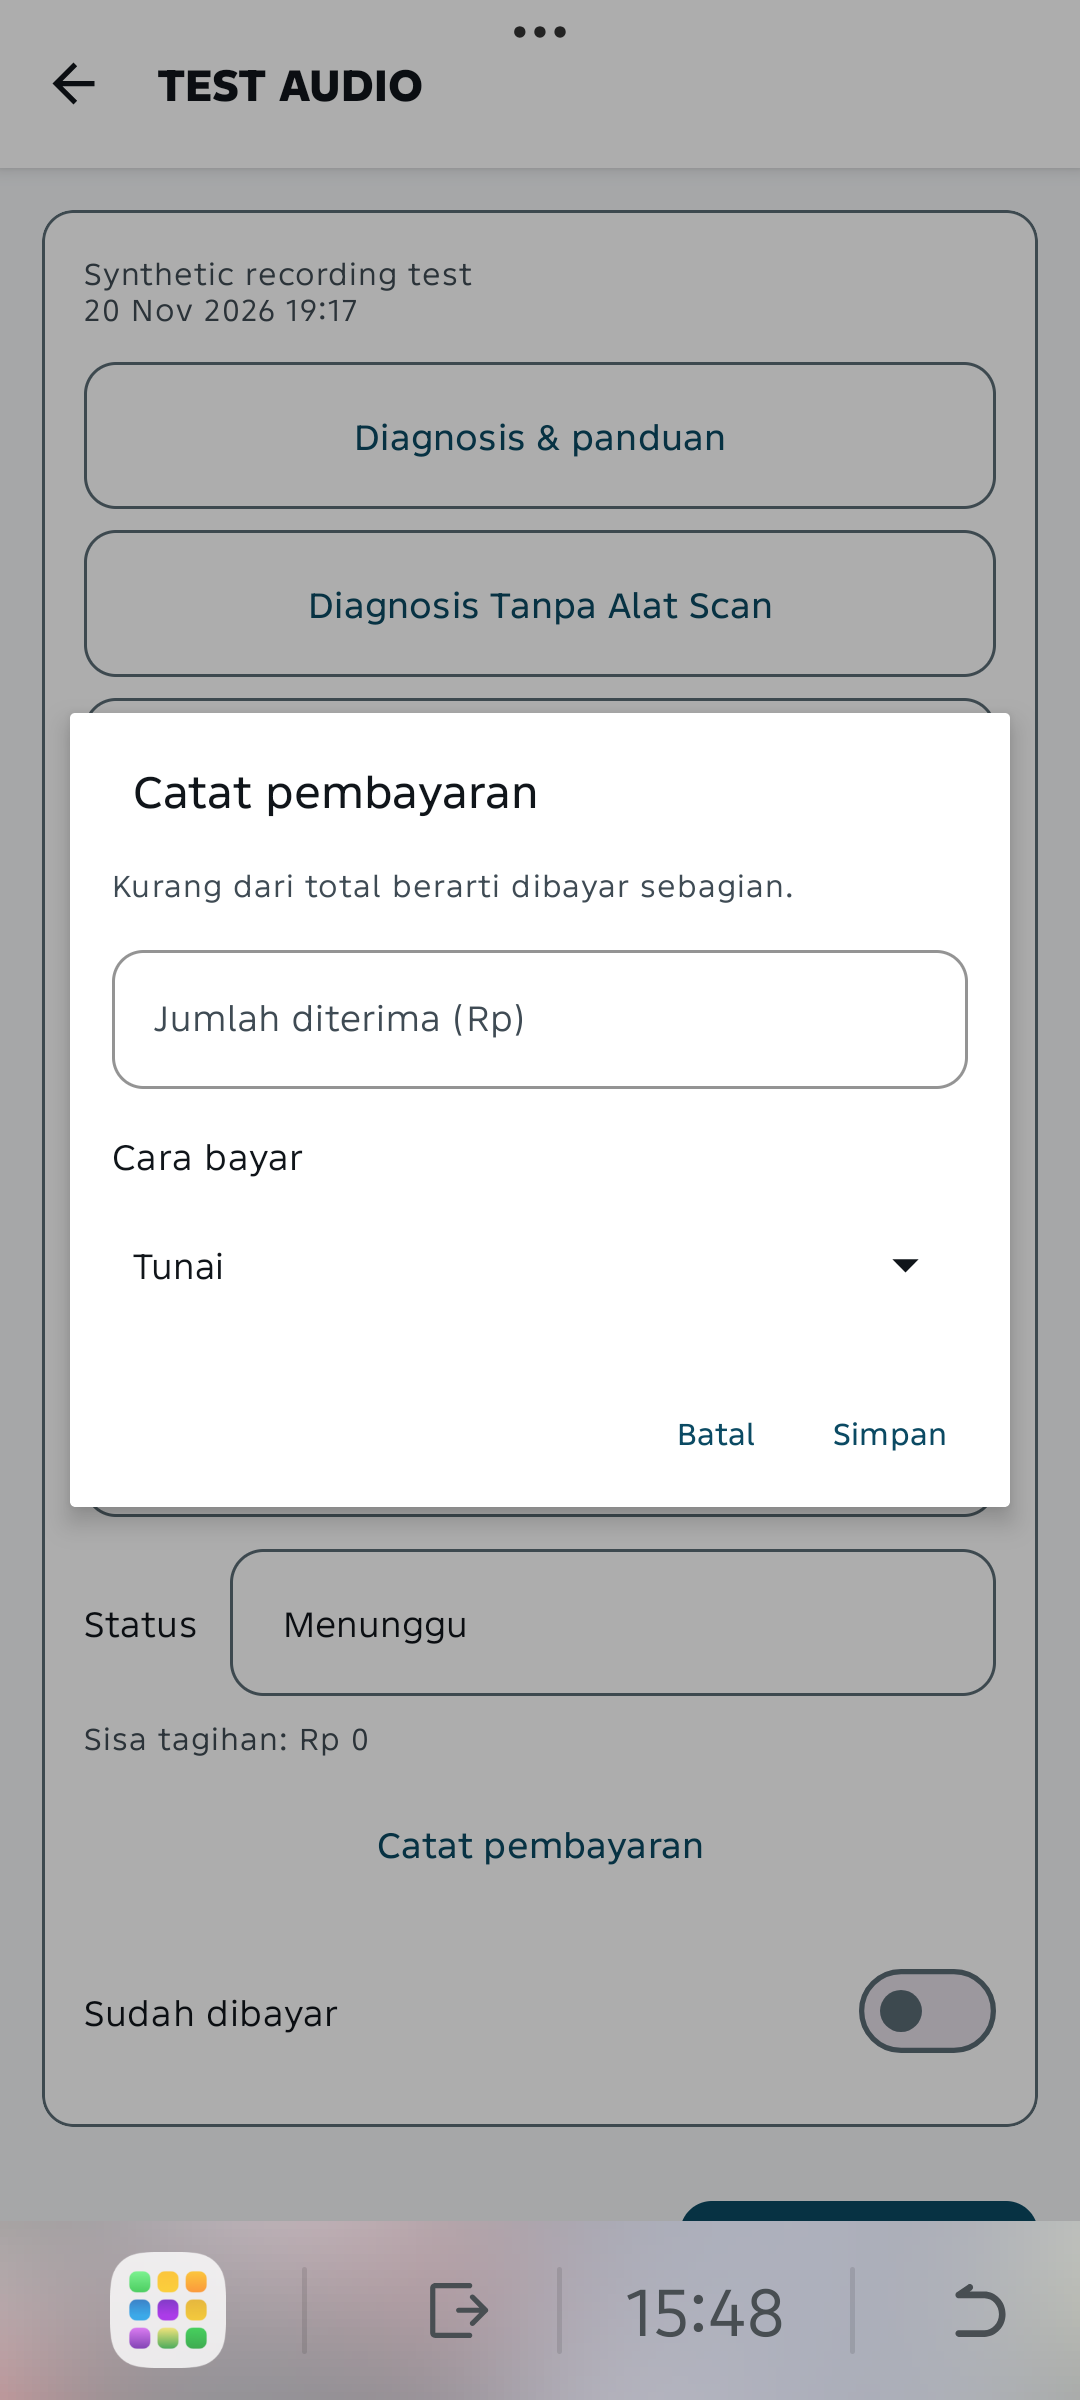 TEST AUDIO
Synthetic recording test
20 Nov 2026 19:17
Diagnosis & panduan
Diagnosis Tanpa Alat Scan
Catat pembayaran
Kurang dari total berarti dibayar sebagian.
Jumlah diterima (Rp)
Cara bayar
Tunai
Batal
Simpan
Status
Menunggu
Sisa tagihan: Rp 0
Catat pembayaran
Sudah dibayar
15:48